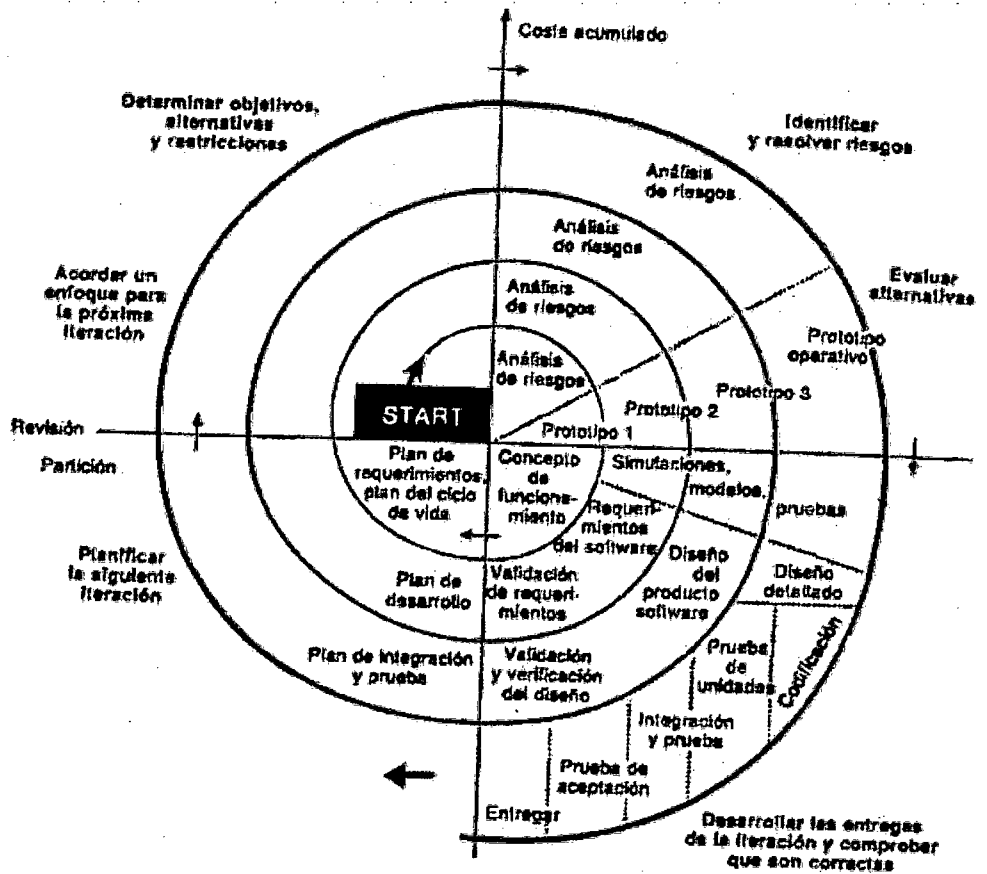 Coste acumulado
Determinar objetivos,
alternativas
y restricciones
Identificar
y resolver riesgos
Análisis
de riesgos
Análisis
de riesgos
Acordar un
enfoque para
la próxima
iteración
Análisis
de riesgos
Evaluar
alternativas
Prototipo
operativo
Análisis
de riesgos
START
Prototipo 1
Prototipo 2
Prototipo 3
Revisión
Partición
Plan de
requerimientos,
plan del ciclo
de vida
Concepto
de
funciona-
miento
Simulaciones,
modelos,
pruebas
Requeri-
mientos
del software
Diseño
del
producto
software
Diseño
detallado
Planificar
la siguiente
iteración
Plan de
desarrollo
Validación
de requeri-
mientos
Plan de integración
y prueba
Validación
y verificación
del diseño
Prueba
de
unidades
Codificación
Integración
y prueba
Prueba de
aceptación
Entregar
Desarrollar las entregas
de la iteración y comprobar
que son correctas